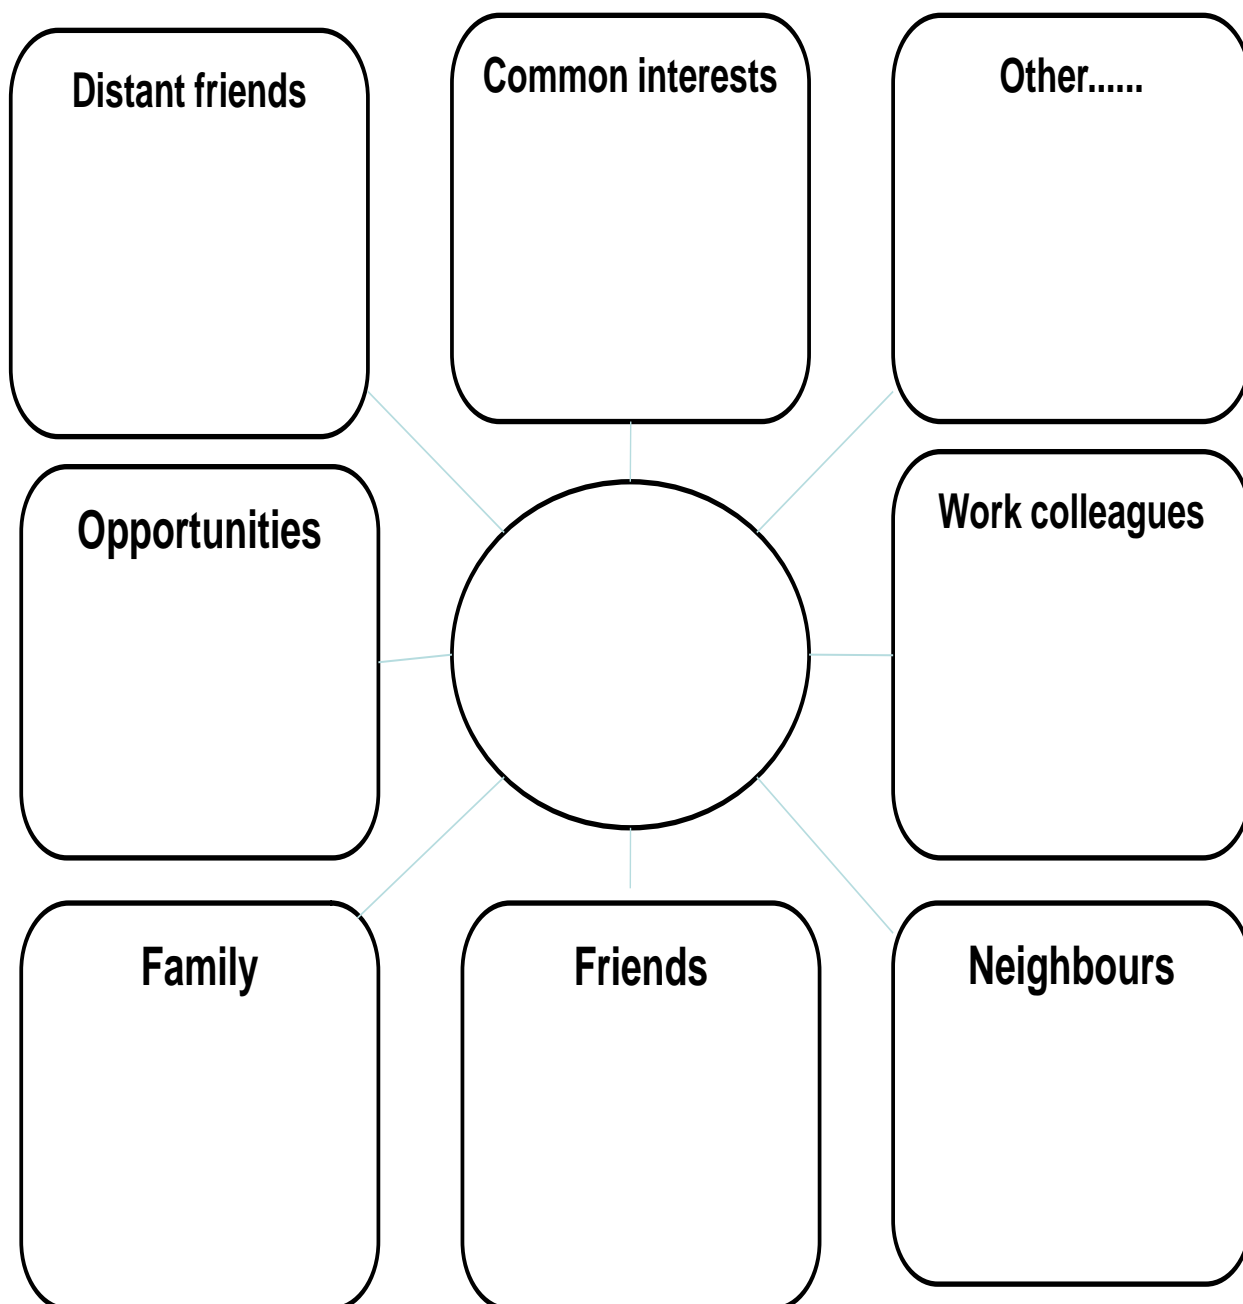 Distant friends
Common interests
Other......
Opportunities
Work colleagues
Family
Friends
Neighbours